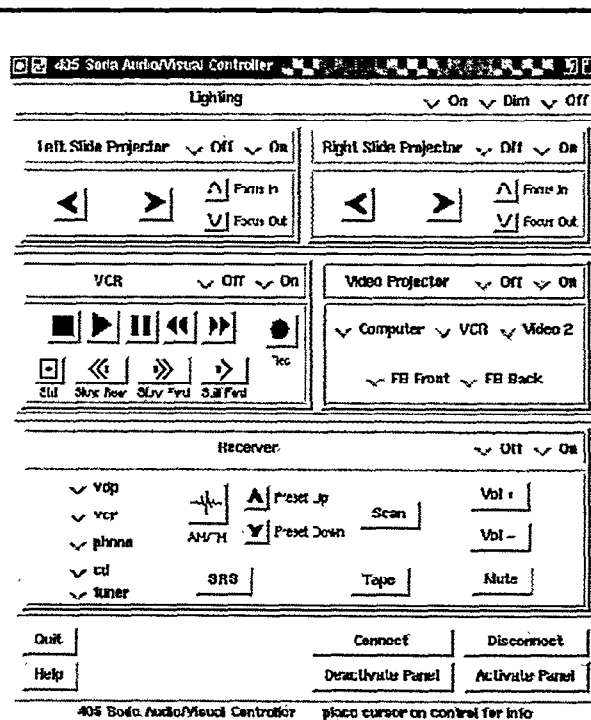 405 Soda Audio/Visual Controller
Lighting On Dim Off
Left Slide Projector Off On
Right Slide Projector Off On
Focus In
Focus Out
Focus In
Focus Out
VCR Off On
Video Projector Off On
Rec
Computer VCR Video 2
Still Slow Rev Slow Fwd Still Fwd
FB Front FB Back
Receiver Off On
vdp
vcr
phono
cd
tuner
AM/FM
Preset Up
Preset Down
Scan
Vol +
Vol -
SRS
Tape
Mute
Quit Connect Disconnect
Help Deactivate Panel Activate Panel
405 Soda Audio/Visual Controller place cursor on control for info